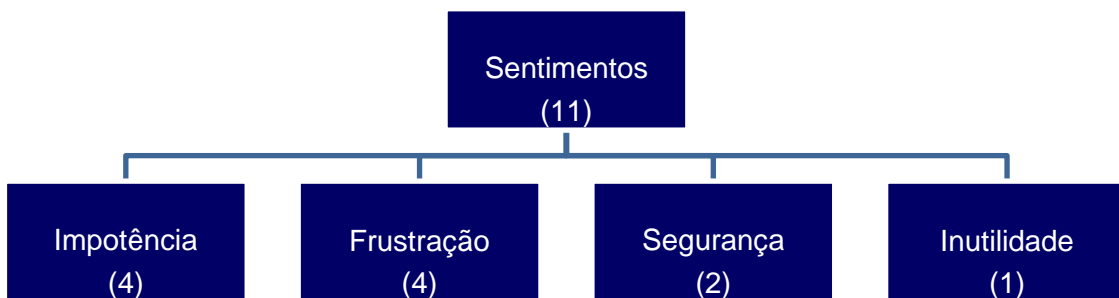 Sentimentos
(11)
Impotência
(4)
Frustração
(4)
Segurança
(2)
Inutilidade
(1)